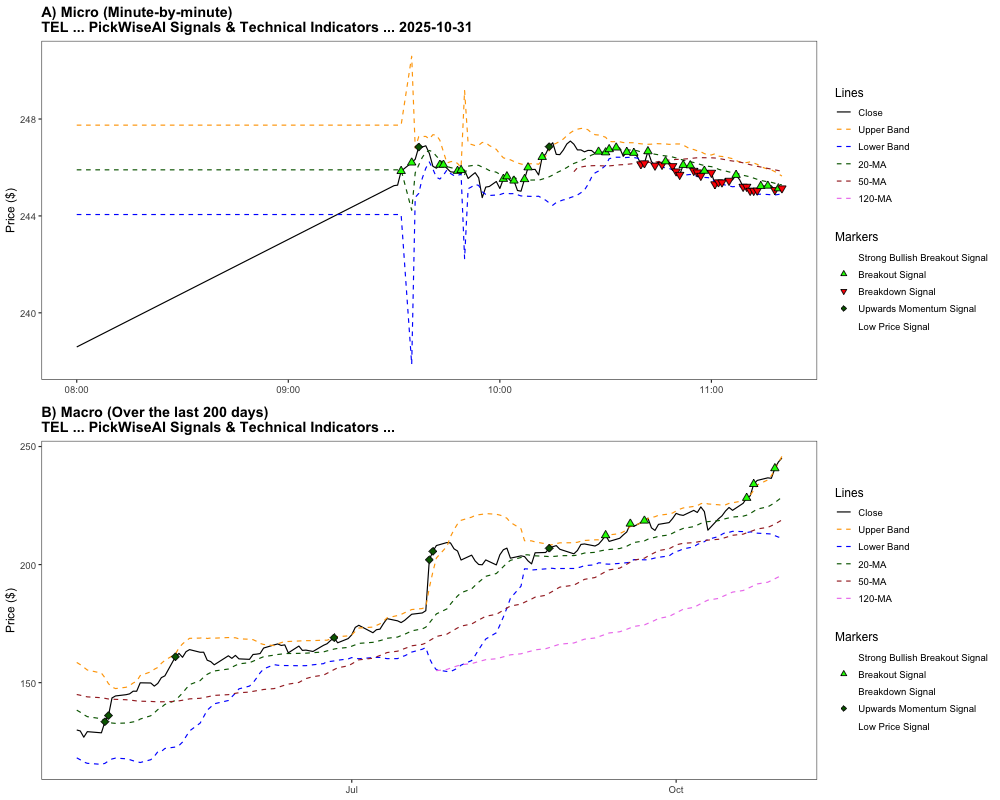 A) Micro (Minute-by-minute)
TEL ... PickWiseAI Signals & Technical Indicators ... 2025-10-31
Price ($)
248
244
240
08:00
09:00
10:00
11:00
Lines
Close
Upper Band
Lower Band
20-MA
50-MA
120-MA
Markers
Strong Bullish Breakout Signal
Breakout Signal
Breakdown Signal
Upwards Momentum Signal
Low Price Signal
B) Macro (Over the last 200 days)
TEL ... PickWiseAI Signals & Technical Indicators ...
Price ($)
250
200
150
Jul
Oct
Lines
Close
Upper Band
Lower Band
20-MA
50-MA
120-MA
Markers
Strong Bullish Breakout Signal
Breakout Signal
Breakdown Signal
Upwards Momentum Signal
Low Price Signal